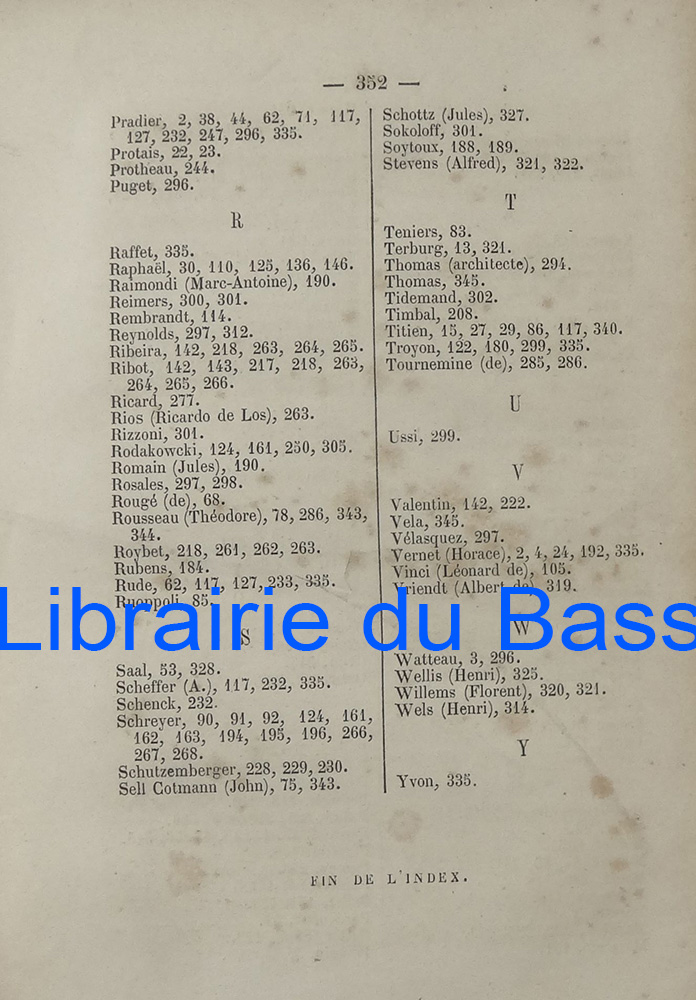 — 352 —
Pradier, 2, 38, 44, 62, 71, 117,
127, 232, 247, 296, 335.
Protais, 22, 23.
Protheau, 244.
Puget, 296.
R
Raffet, 335.
Raphaël, 30, 110, 125, 136, 146.
Raimondi (Marc-Antoine), 190.
Reimers, 300, 301.
Rembrandt, 114.
Reynolds, 297, 312.
Ribeira, 142, 218, 263, 264, 265.
Ribot, 142, 143, 217, 218, 263,
264, 265, 266.
Ricard, 277.
Rios (Ricardo de Los), 263.
Rizzoni, 301.
Rodakowcki, 124, 161, 250, 305.
Romain (Jules), 190.
Rosales, 297, 298.
Rougé (de), 68.
Rousseau (Théodore), 78, 286, 343,
344.
Roybet, 218, 261, 262, 263.
Rubens, 184.
Rude, 62, 117, 127, 233, 335.
Ruoppoli, 85.
S
Saal, 53, 328.
Scheffer (A.), 117, 232, 335.
Schenck, 232.
Schreyer, 90, 91, 92, 124, 161,
162, 163, 194, 195, 196, 266,
267, 268.
Schutzemberger, 228, 229, 230.
Sell Cotmann (John), 75, 343.
Schottz (Jules), 327.
Sokoloff, 301.
Soytoux, 188, 189.
Stevens (Alfred), 321, 322.
T
Teniers, 83.
Terburg, 13, 321.
Thomas (architecte), 294.
Thomas, 345.
Tidemand, 302.
Timbal, 208.
Titien, 15, 27, 29, 86, 117, 340.
Troyon, 122, 180, 299, 335.
Tournemine (de), 285, 286.
U
Ussi, 299.
V
Valentin, 142, 222.
Vela, 345.
Vélasquez, 297.
Vernet (Horace), 2, 4, 24, 192, 335.
Vinci (Léonard de), 105.
Vriendt (Albert de), 319.
W
Watteau, 3, 296.
Wellis (Henri), 325.
Willems (Florent), 320, 321.
Wels (Henri), 314.
Y
Yvon, 335.
FIN DE L'INDEX.
Librairie du Bass